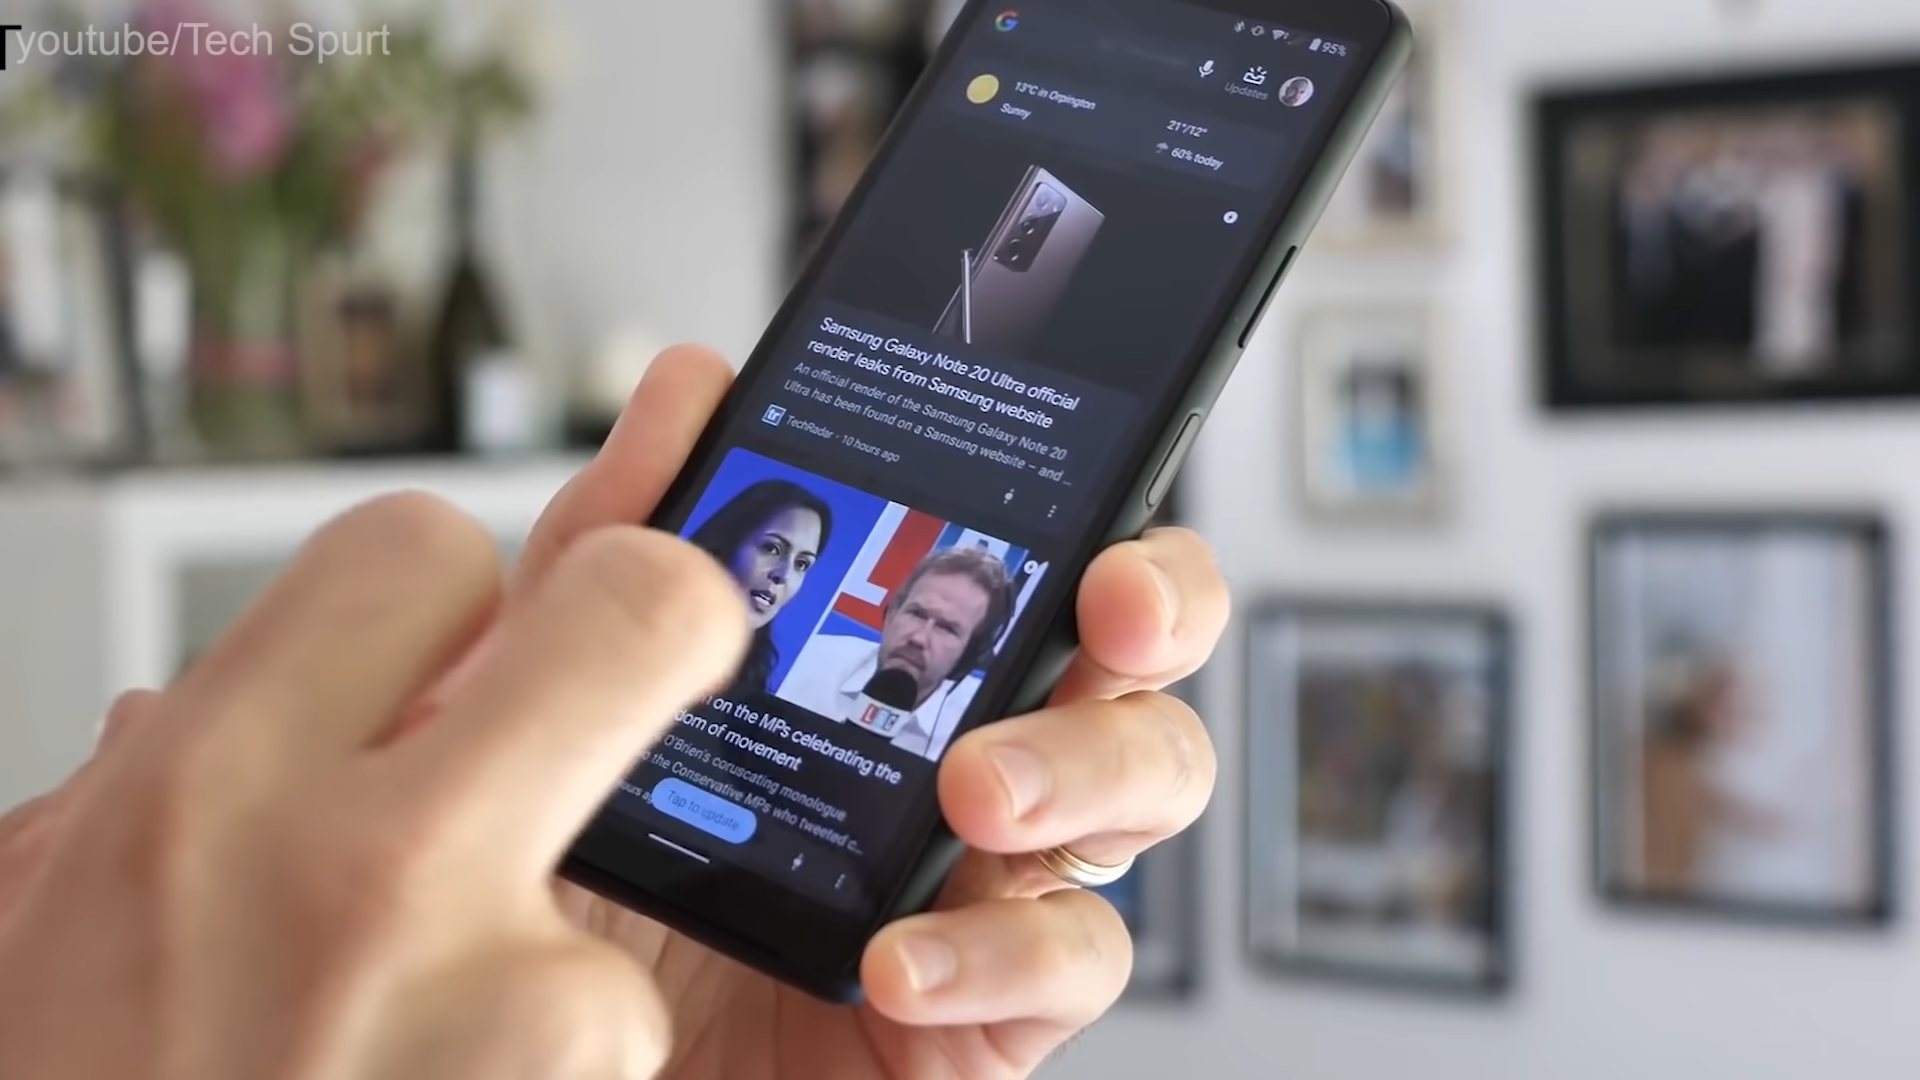 youtube/Tech Spurt
95%
Updates
13°C in Orpington
Sunny
21°/12°
60% today
Samsung Galaxy Note 20 Ultra official
render leaks from Samsung website
An official render of the Samsung Galaxy Note 20
Ultra has been found on a Samsung website – and ...
tr TechRadar · 10 hours ago
LBC
on the MPs celebrating the
of movement
O'Brien's coruscating monologue
the Conservative MPs who tweeted c...
Tap to update